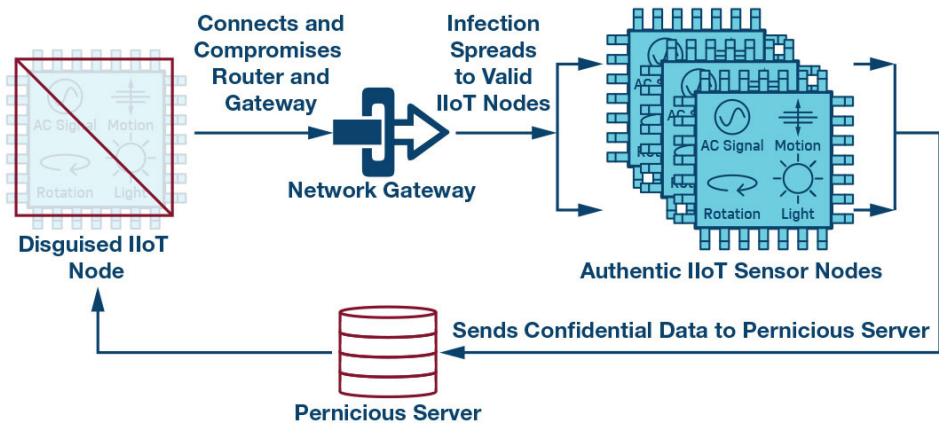 Connects and
Compromises
Router and
Gateway
Infection
Spreads
to Valid
IIoT Nodes
AC Signal Motion
Rotation Light
Disguised IIoT
Node
Network Gateway
AC Signal Motion
Rotation Light
Authentic IIoT Sensor Nodes
Sends Confidential Data to Pernicious Server
Pernicious Server